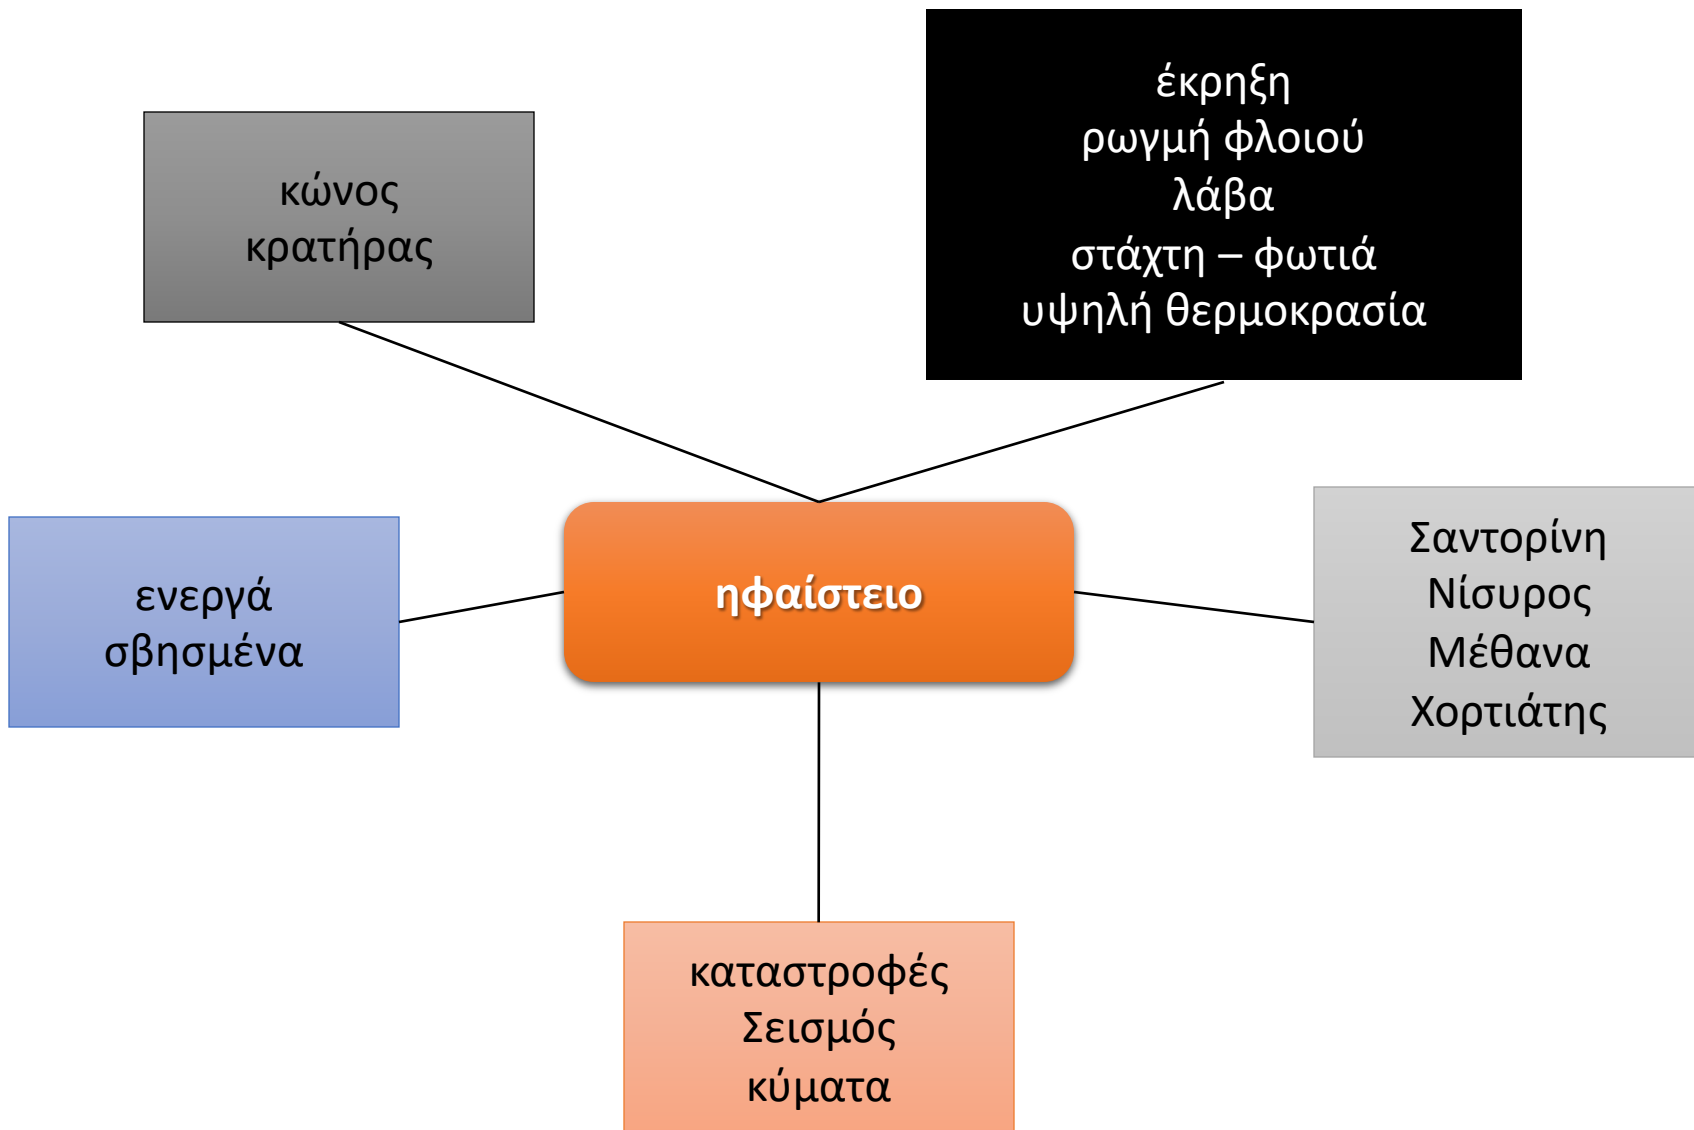 έκρηξη
ρωγμή φλοιού
λάβα
στάχτη – φωτιά
υψηλή θερμοκρασία
κώνος
κρατήρας
ενεργά
σβησμένα
ηφαίστειο
Σαντορίνη
Νίσυρος
Μέθανα
Χορτιάτης
καταστροφές
Σεισμός
κύματα